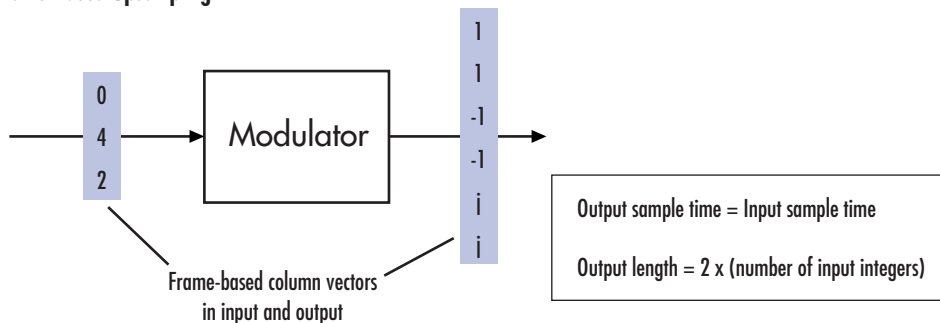 1
1
-1
-1
j
j
0
4
2
Modulator
Output sample time = Input sample time
Output length = 2 x (number of input integers)
Frame-based column vectors
in input and output